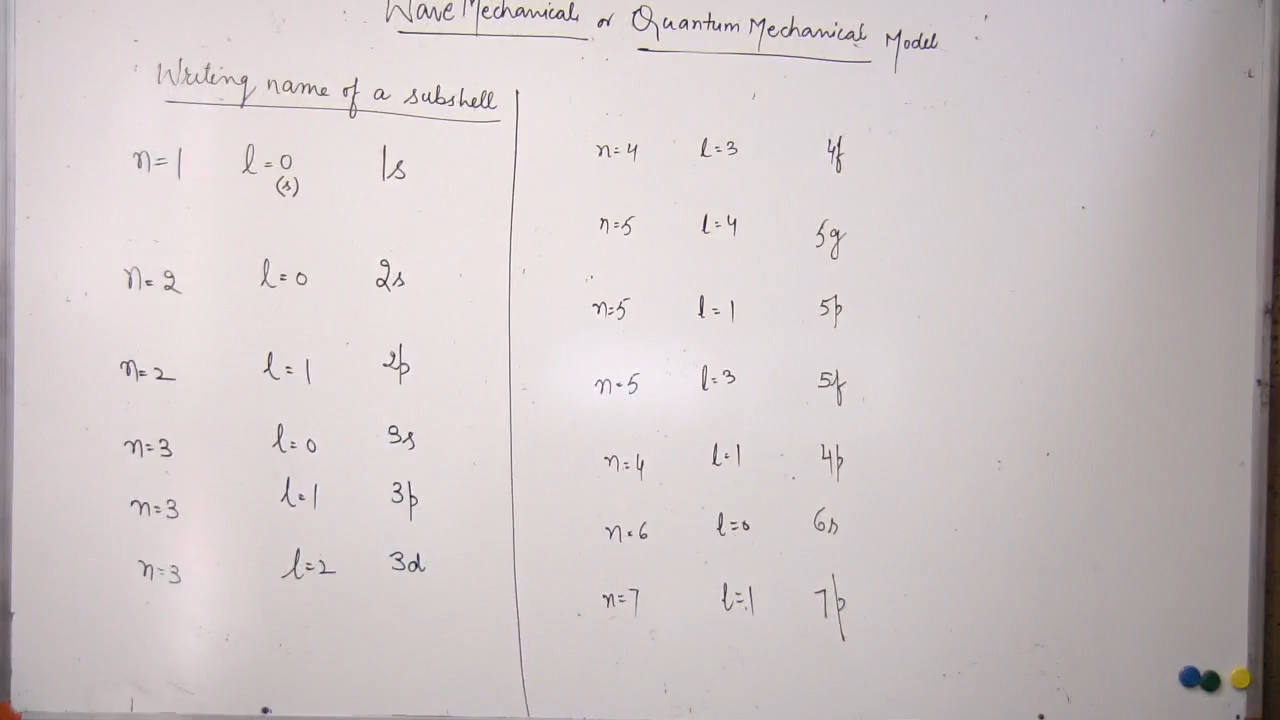 Wave Mechanical or Quantum Mechanical Model
Writing name of a subshell
n=1 l=0 1s
(s)
n=2 l=0 2s
n=2 l=1 2p
n=3 l=0 3s
n=3 l=1 3p
n=3 l=2 3d
n=4 l=3 4f
n=5 l=4 5g
n=5 l=1 5p
n=5 l=3 5f
n=4 l=1 4p
n=6 l=0 6s
n=7 l=1 7p